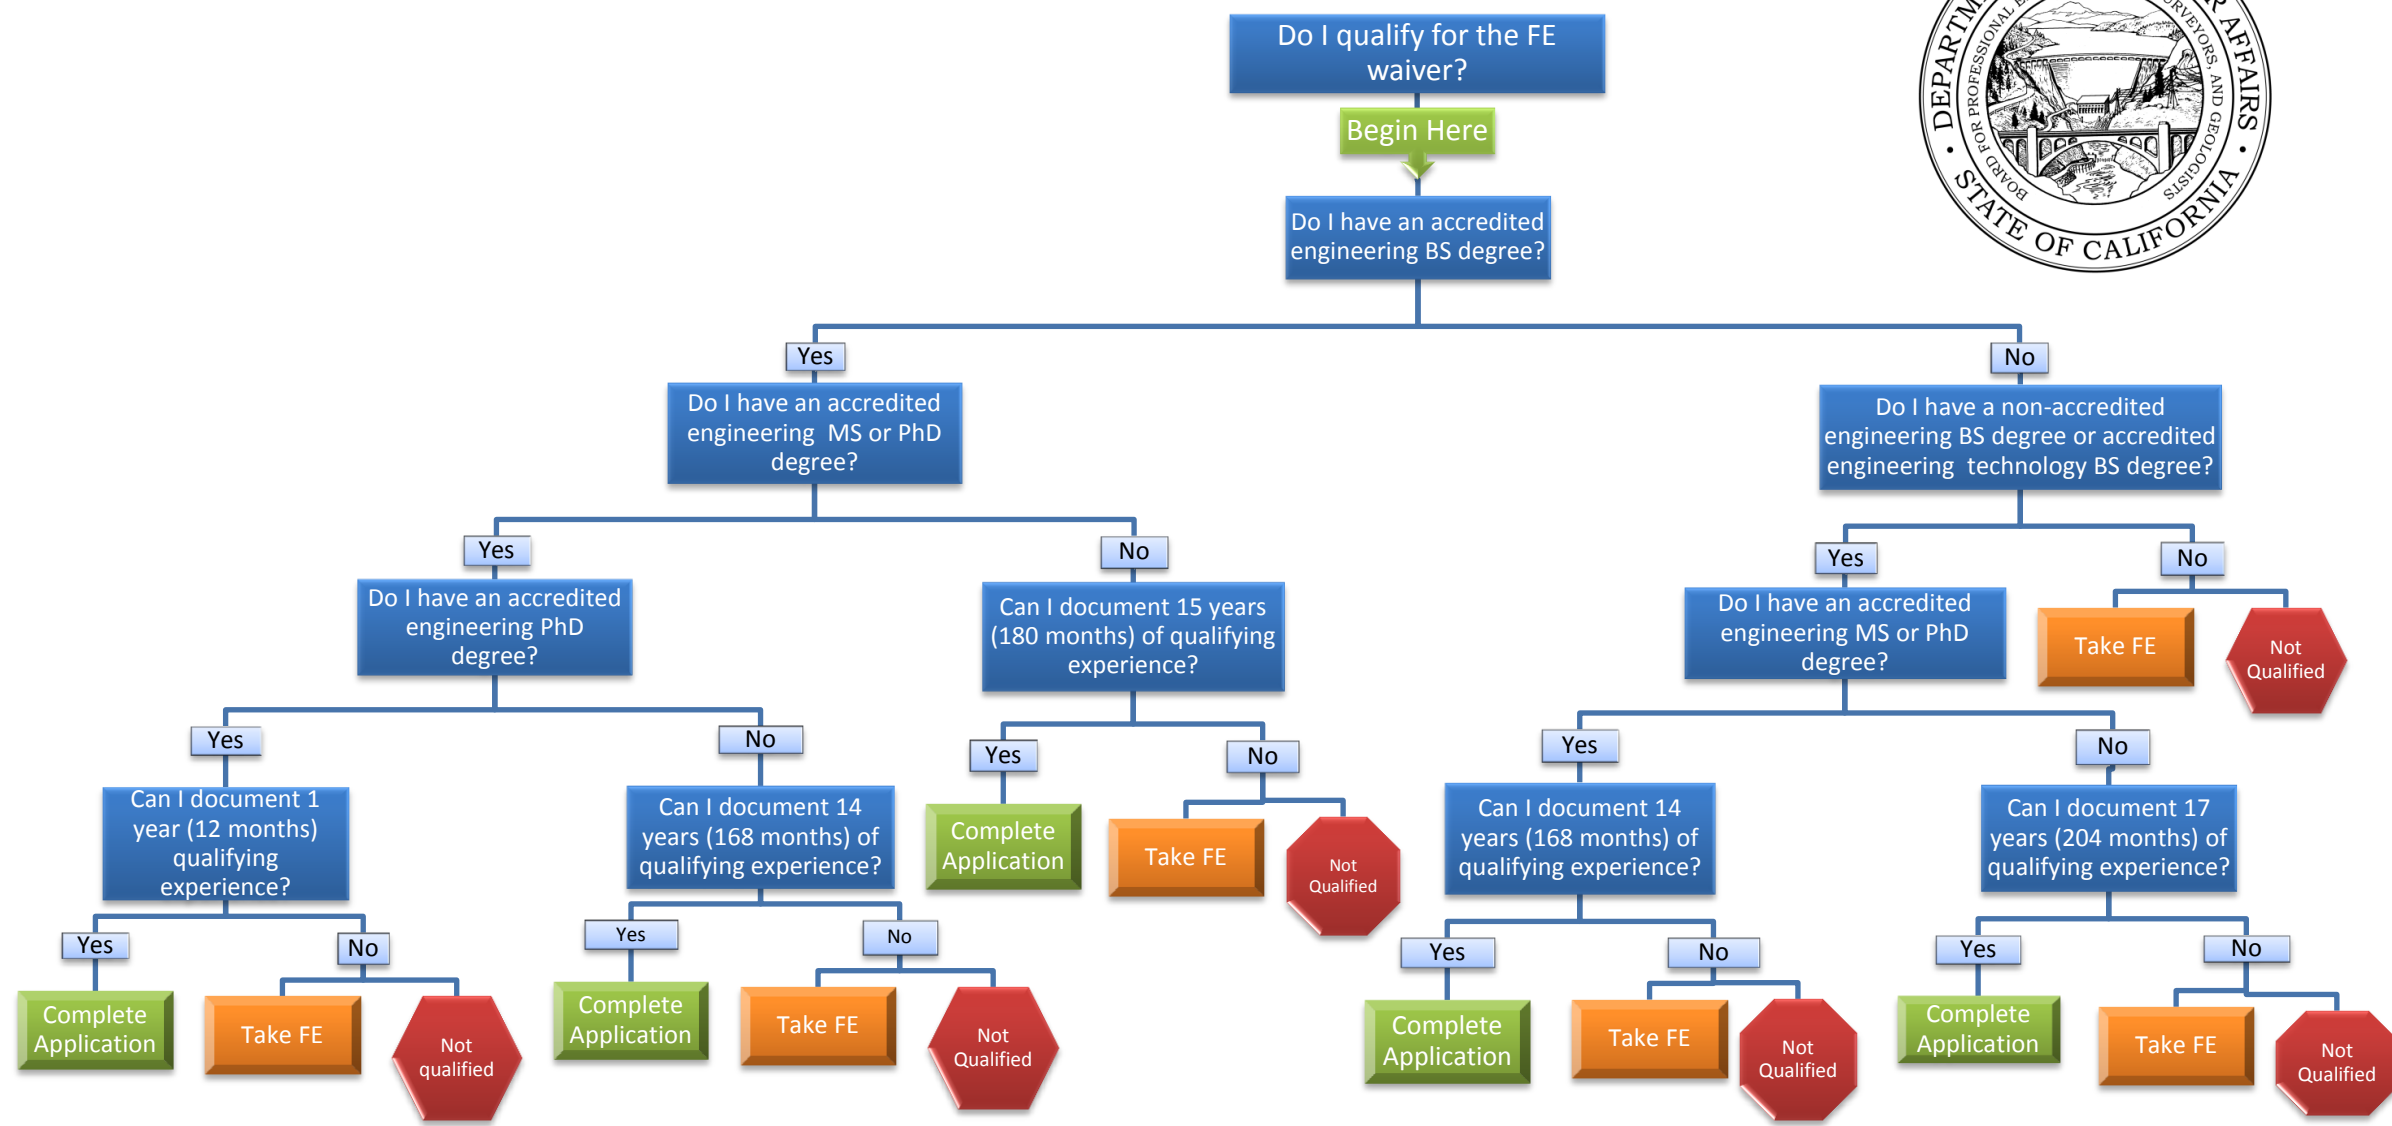 Do I qualify for the FE
waiver?
Begin Here
Do I have an accredited
engineering BS degree?
DEPARTM
R AFFAIRS
STATE OF CALIFORNIA
BOARD FOR PROFESSIONAL E
URVEYORS, AND GEOLOGISTS
Yes
No
Do I have an accredited
engineering  MS or PhD
degree?
Do I have a non-accredited
engineering BS degree or accredited
engineering  technology BS degree?
Yes
No
Yes
No
Do I have an accredited
engineering PhD
degree?
Can I document 15 years
(180 months) of qualifying
experience?
Do I have an accredited
engineering MS or PhD
degree?
Take FE
Not
Qualified
Yes
No
Yes
No
Yes
No
Can I document 1
year (12 months)
qualifying
experience?
Can I document 14
years (168 months) of
qualifying experience?
Complete
Application
Take FE
Not
Qualified
Can I document 14
years (168 months) of
qualifying experience?
Can I document 17
years (204 months) of
qualifying experience?
Yes
No
Yes
No
Yes
No
Yes
No
Complete
Application
Take FE
Not
qualified
Complete
Application
Take FE
Not
Qualified
Complete
Application
Take FE
Not
Qualified
Complete
Application
Take FE
Not
Qualified